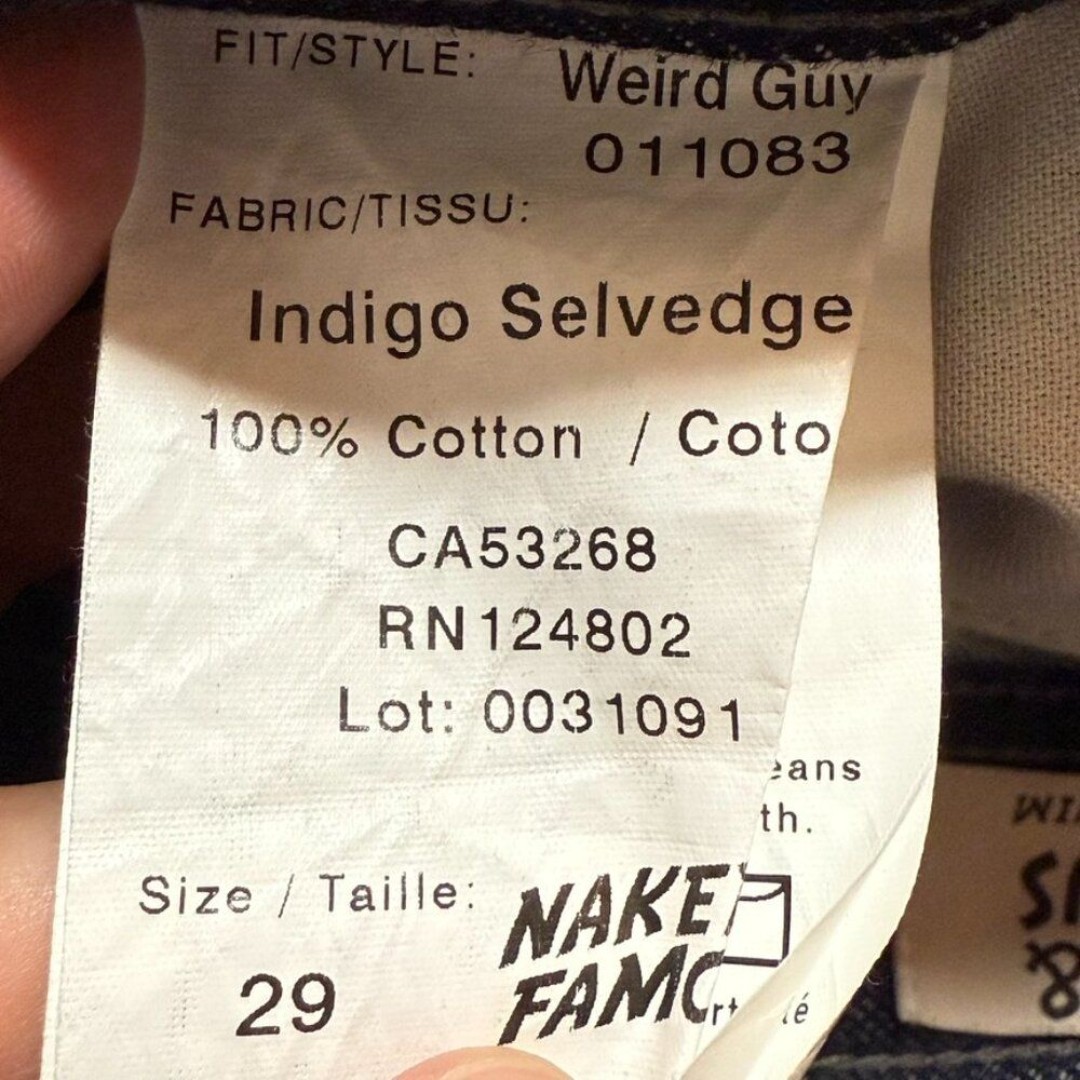 FIT/STYLE: Weird Guy
011083
FABRIC/TISSU:
Indigo Selvedge
100% Cotton / Coto
CA53268
RN124802
Lot: 0031091
eans
th.
Size / Taille:
29
NAKE
FAMO